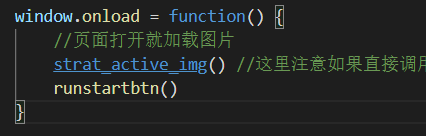 window.onload = function() {
//页面打开就加载图片
strat_active_img() //这里注意如果直接调用
runstartbtn()
}